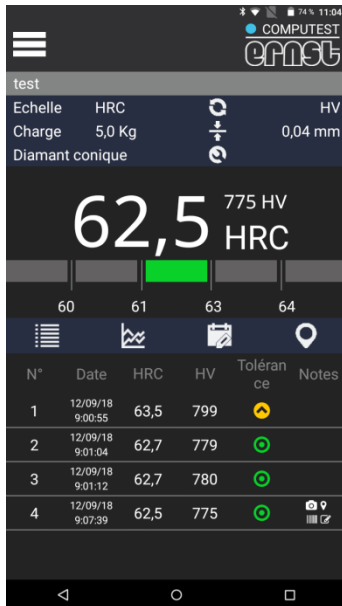 74 % 11:04
COMPUTEST
ernst
test
Echelle HRC HV
Charge 5,0 Kg 0,04 mm
Diamant conique
62,5 775 HV
HRC
60 61 63 64
N° Date HRC HV Toléran
ce Notes
1 12/09/18
9:00:55 63,5 799
2 12/09/18
9:01:04 62,7 779
3 12/09/18
9:01:12 62,7 780
4 12/09/18
9:07:39 62,5 775